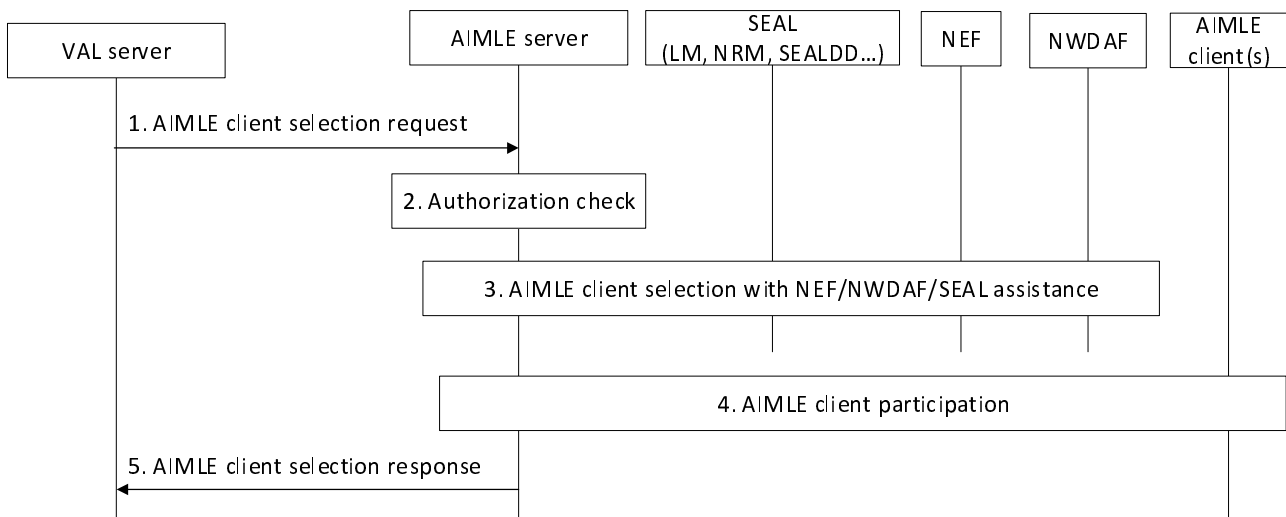 VAL server
AIMLE server
SEAL
(LM, NRM, SEALDD...)
NEF
NWDAF
AIMLE
client(s)
1. AIMLE client selection request
2. Authorization check
3. AIMLE client selection with NEF/NWDAF/SEAL assistance
4. AIMLE client participation
5. AIMLE client selection response